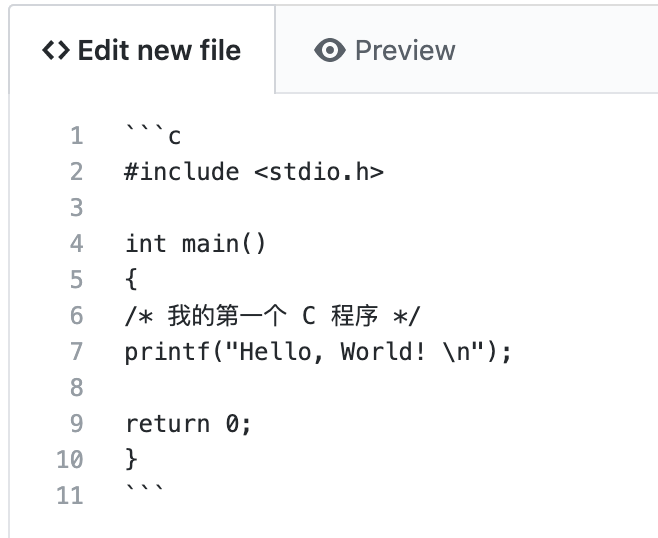 <> Edit new file Preview
1 ```c
2 #include <stdio.h>
3
4 int main()
5 {
6 /* 我的第一个 C 程序 */
7 printf("Hello, World! \n");
8
9 return 0;
10 }
11 ```